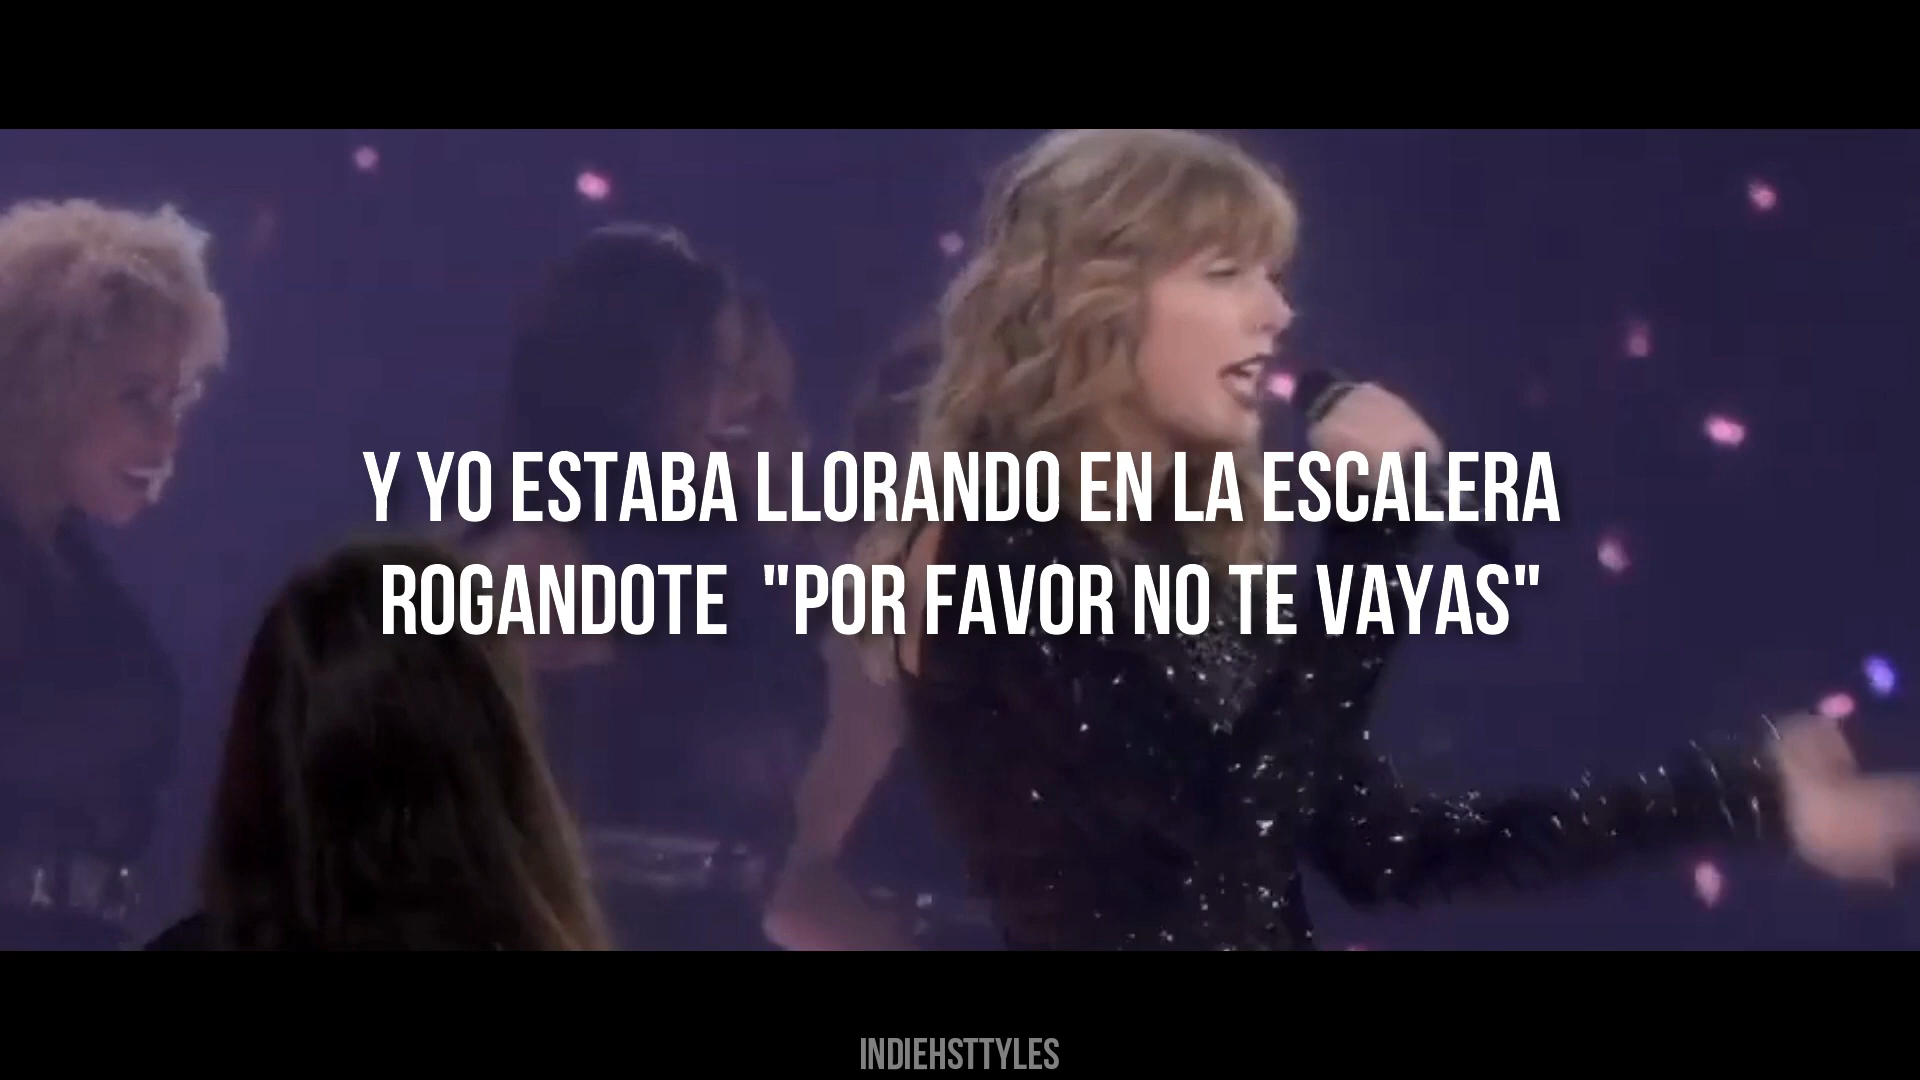 Y YO ESTABA LLORANDO EN LA ESCALERA
ROGANDOTE "POR FAVOR NO TE VAYAS"
INDIEHSTTYLES